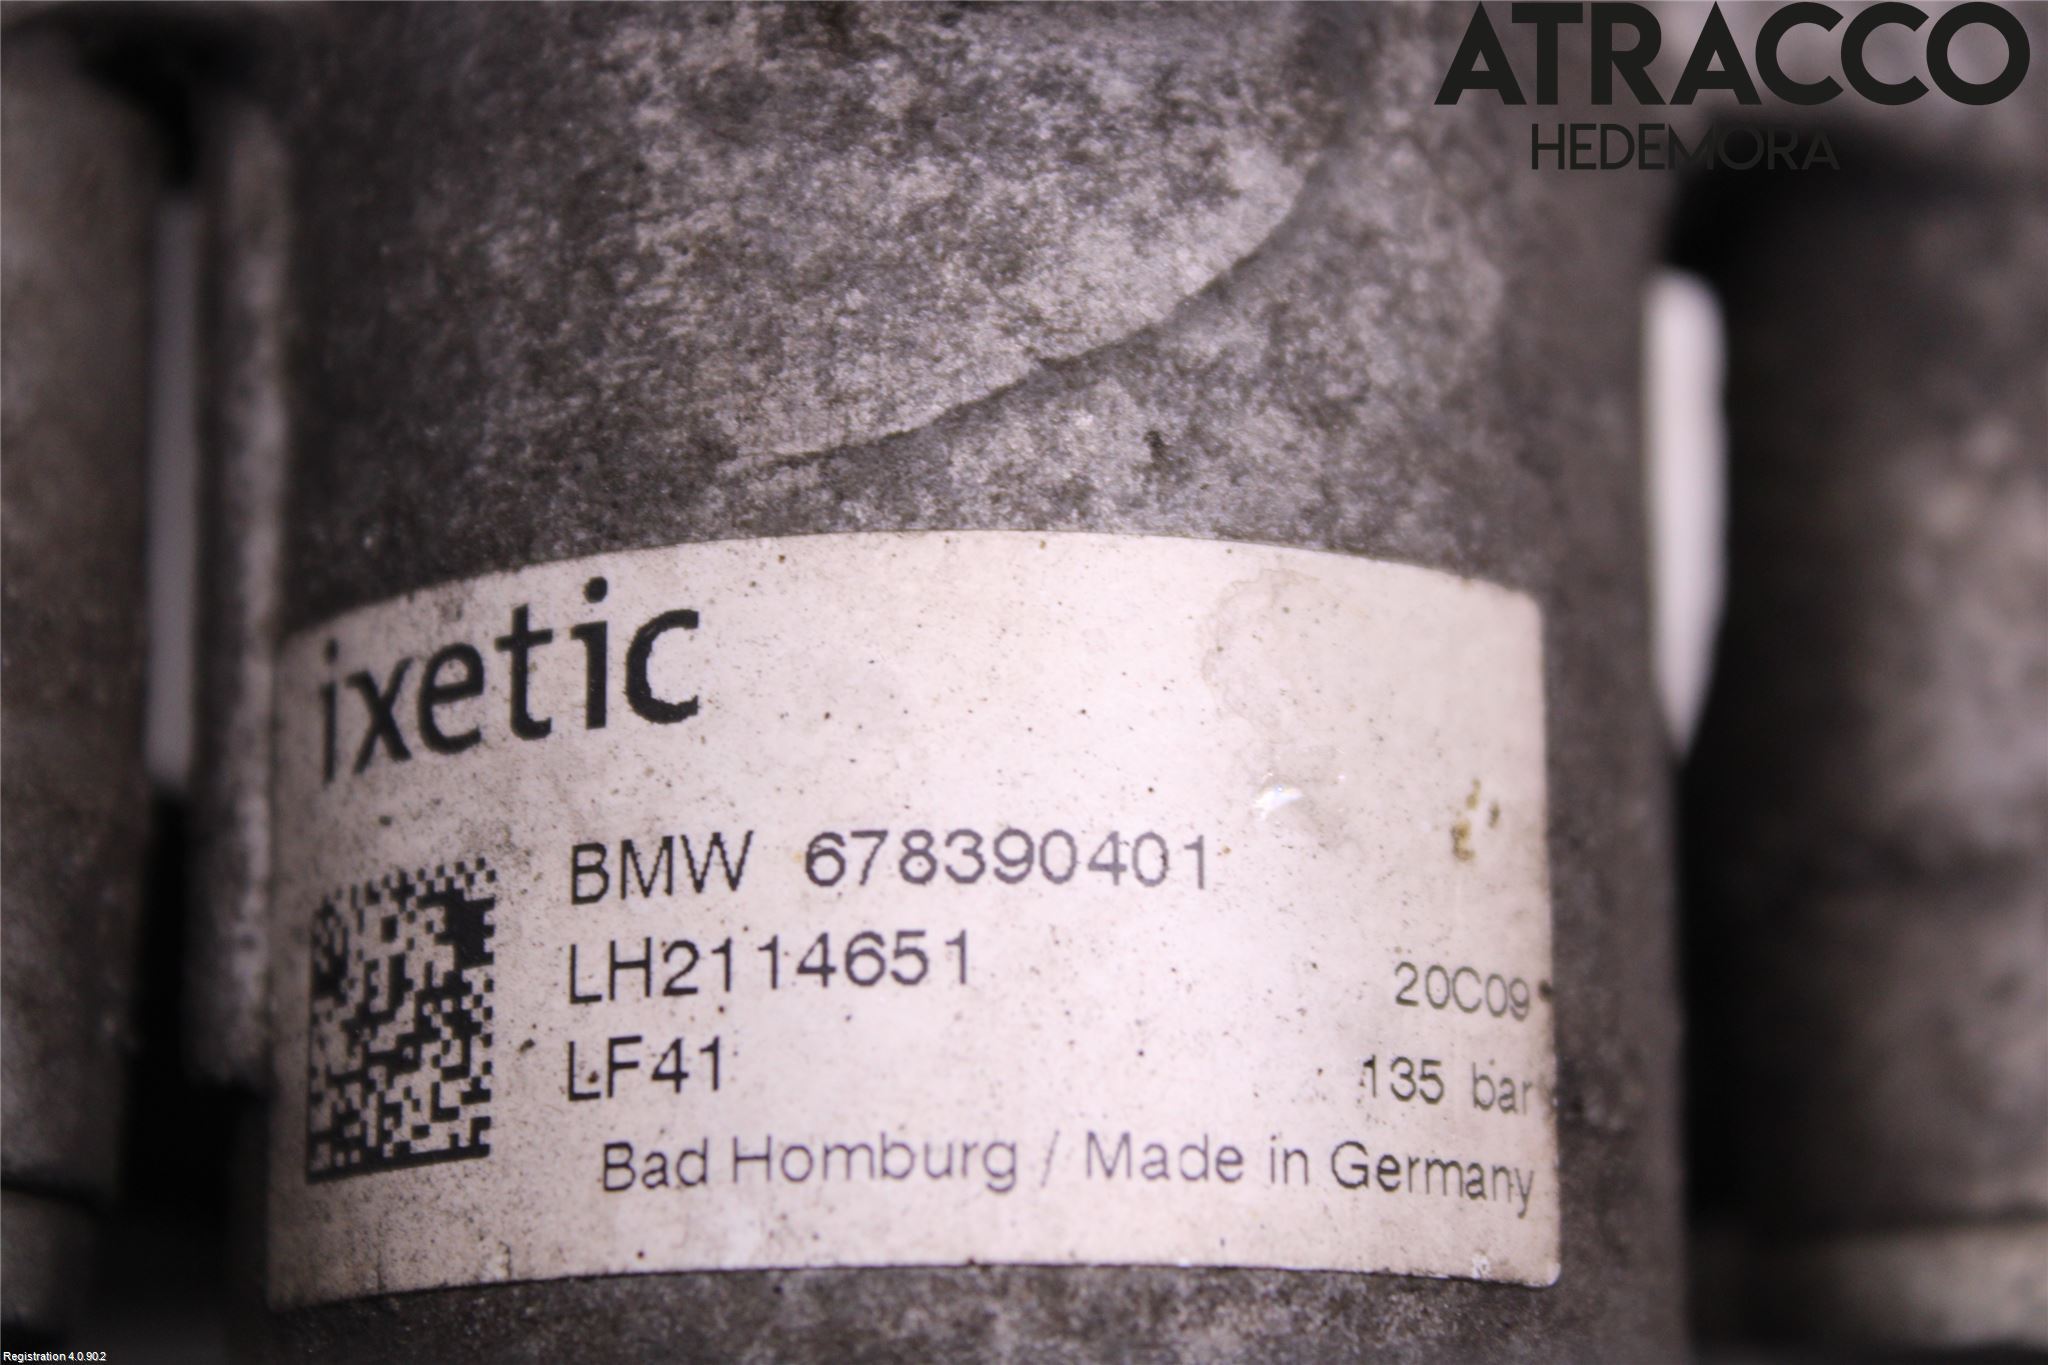 ATRACCO
HEDEMORA
ixetic
BMW 678390401
LH2114651
20C09
LF41
135 bar
Bad Homburg / Made in Germany
Registration 4.0.90.2